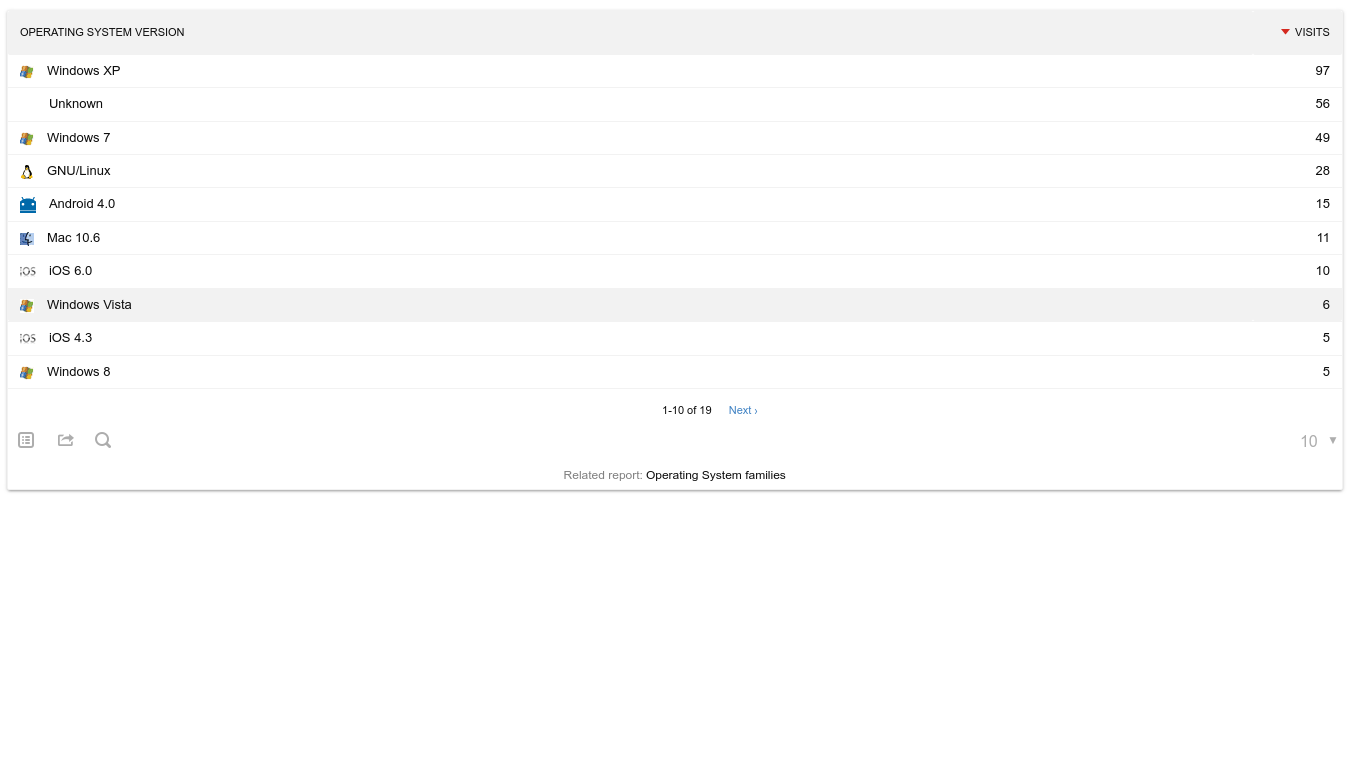 OPERATING SYSTEM VERSION VISITS
Windows XP 97
Unknown 56
Windows 7 49
GNU/Linux 28
Android 4.0 15
Mac 10.6 11
iOS iOS 6.0 10
Windows Vista 6
iOS iOS 4.3 5
Windows 8 5
1-10 of 19 Next ›
10
Related report: Operating System families